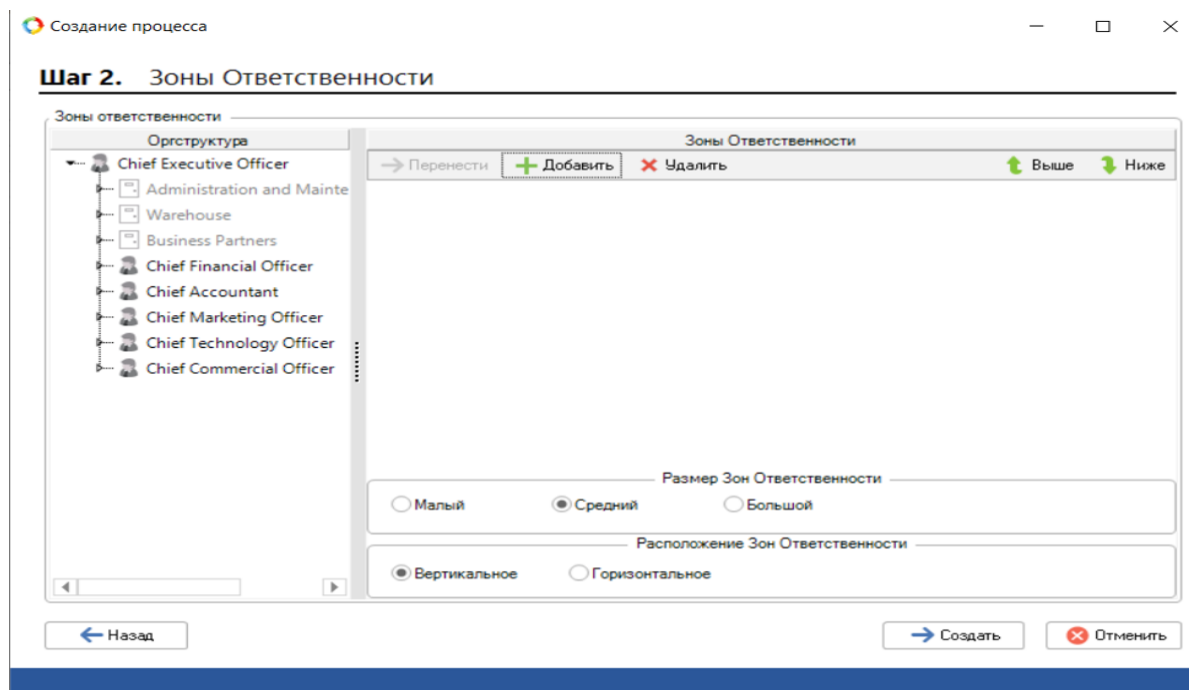 Создание процесса
Шаг 2. Зоны Ответственности
Зоны ответственности
Оргструктура
Зоны Ответственности
Chief Executive Officer
Перенести Добавить Удалить Выше Ниже
Administration and Mainte
Warehouse
Business Partners
Chief Financial Officer
Chief Accountant
Chief Marketing Officer
Chief Technology Officer
Chief Commercial Officer
Размер Зон Ответственности
Малый Средний Большой
Расположение Зон Ответственности
Вертикальное Горизонтальное
Назад Создать Отменить